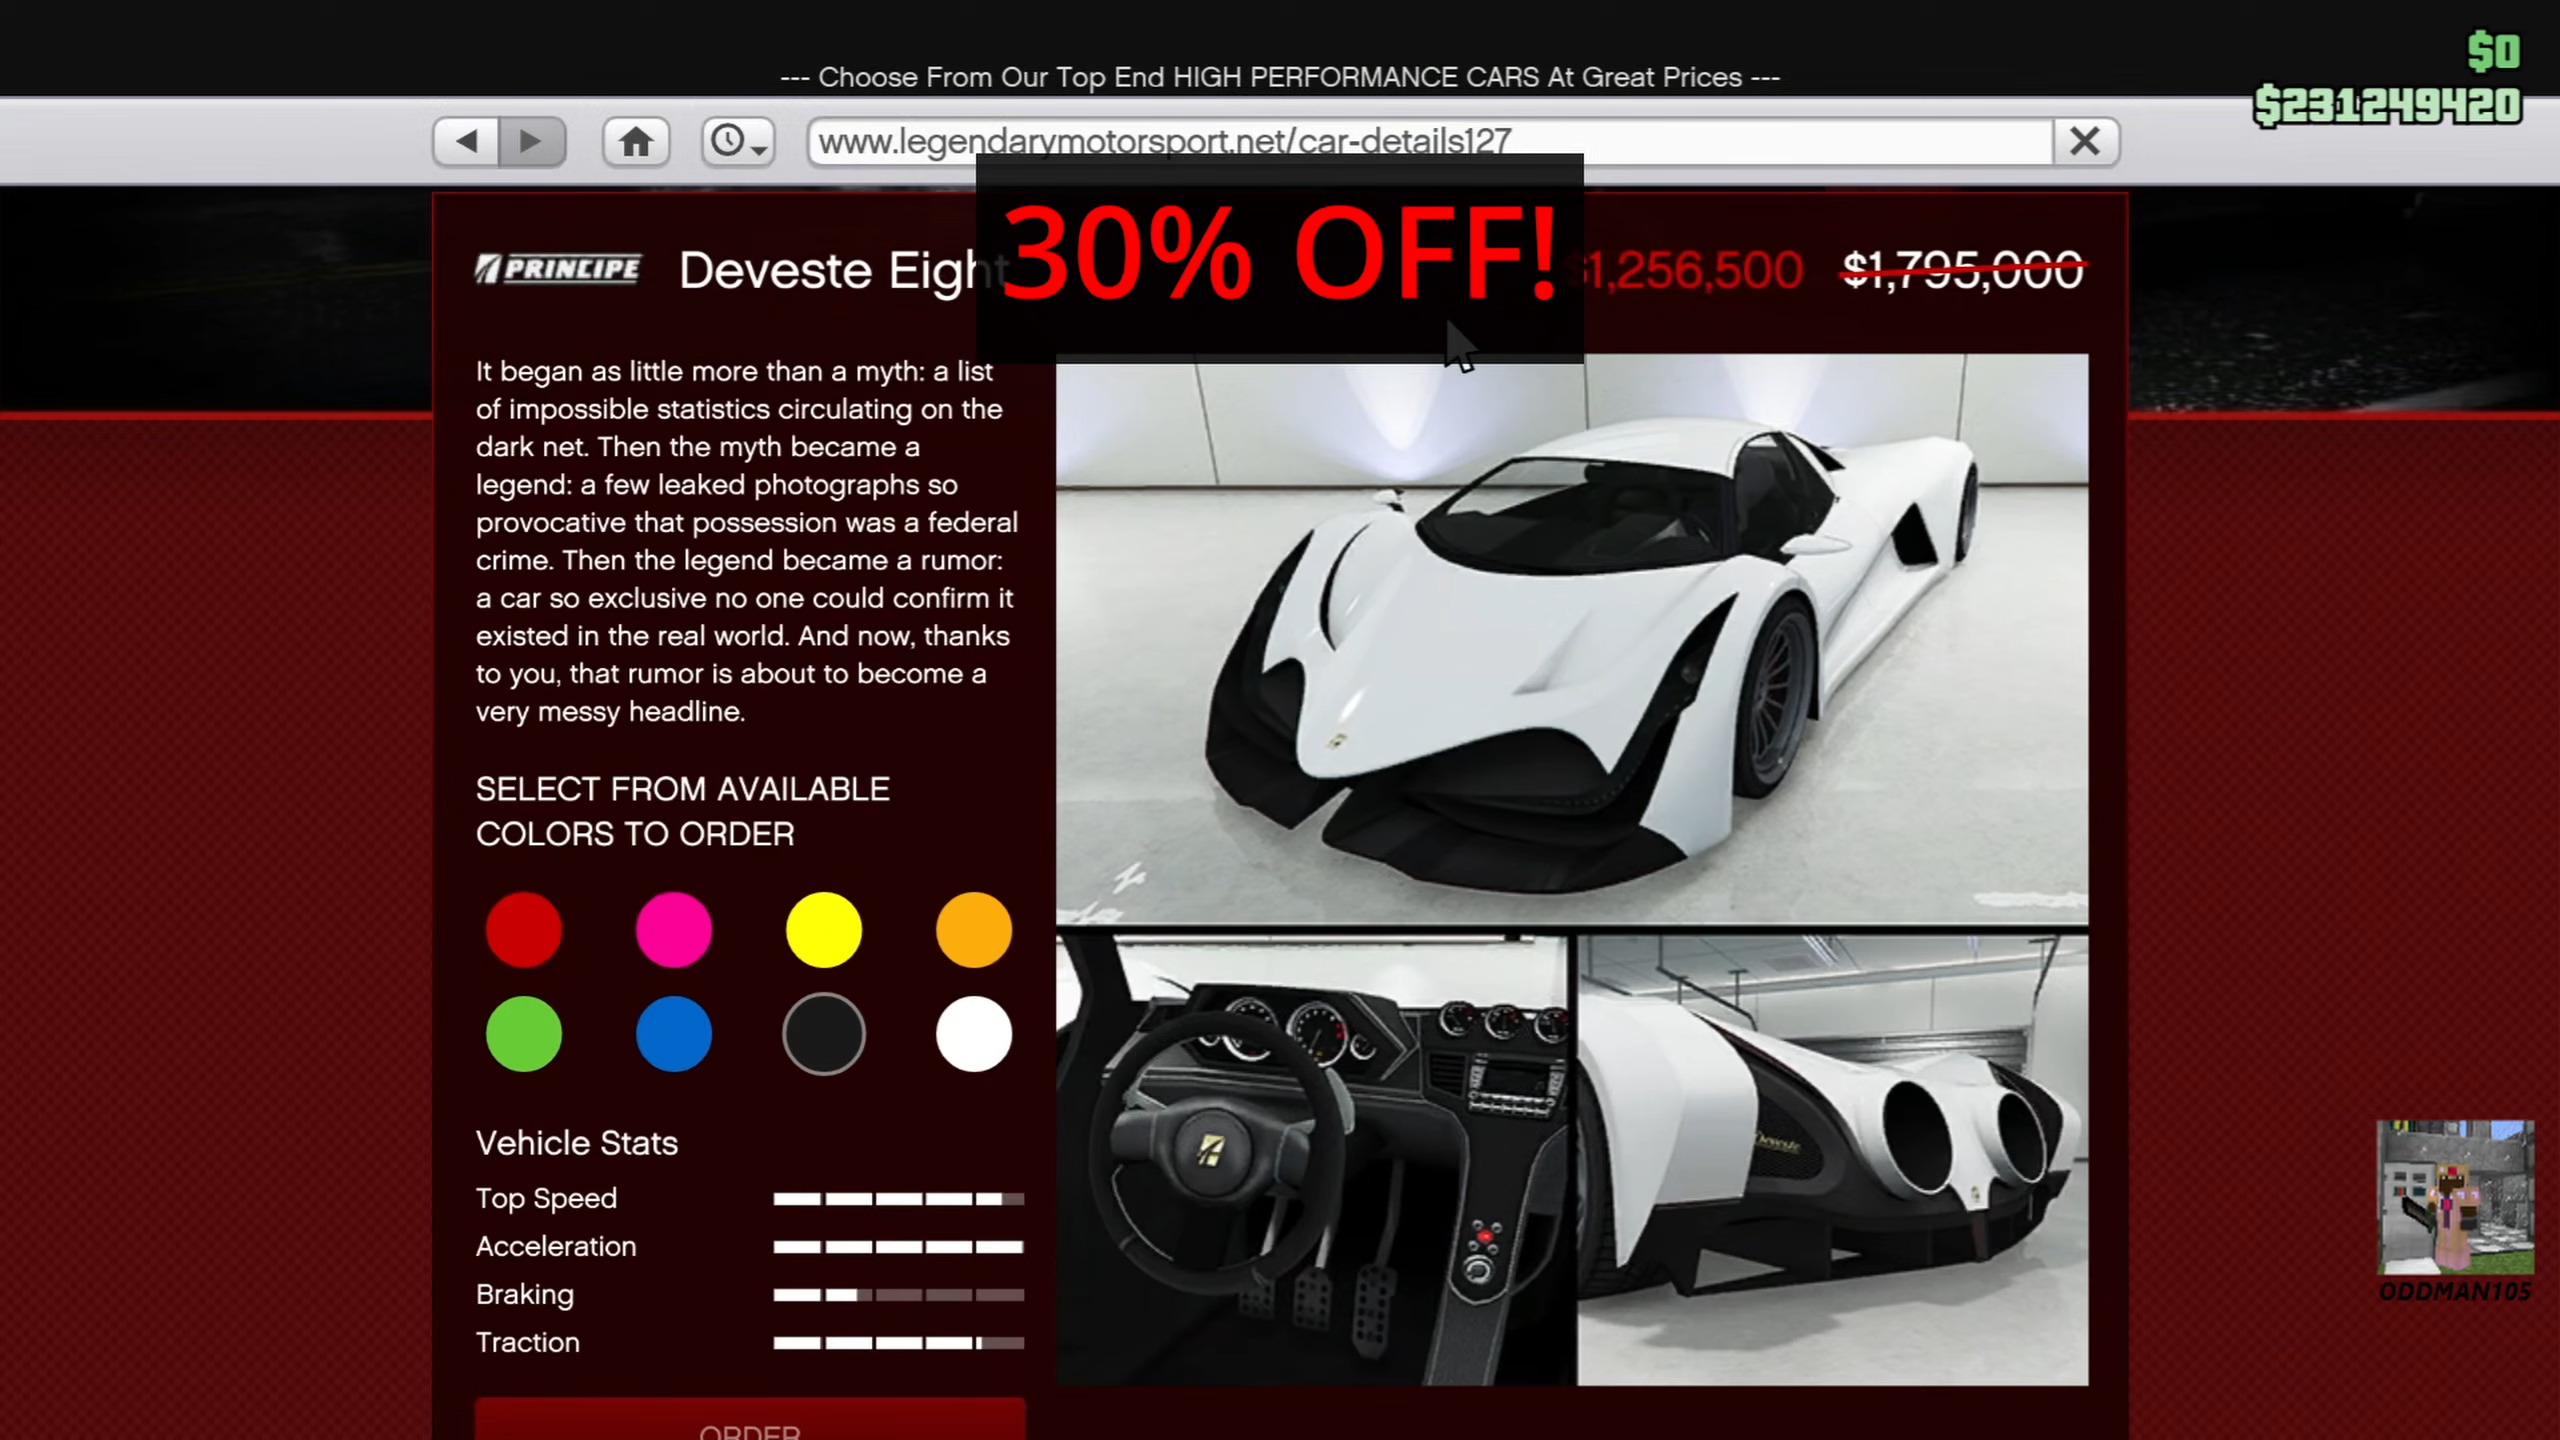 $0
--- Choose From Our Top End HIGH PERFORMANCE CARS At Great Prices ---
$231249420
www.legendarymotorsport.net/car-details127
30% OFF!
PRINCIPE Deveste Eight $1,256,500 $1,795,000
It began as little more than a myth: a list
of impossible statistics circulating on the
dark net. Then the myth became a
legend: a few leaked photographs so
provocative that possession was a federal
crime. Then the legend became a rumor:
a car so exclusive no one could confirm it
existed in the real world. And now, thanks
to you, that rumor is about to become a
very messy headline.
SELECT FROM AVAILABLE
COLORS TO ORDER
Vehicle Stats
Top Speed
Acceleration
Braking
Traction
ORDER
Deveste
ODDMAN105